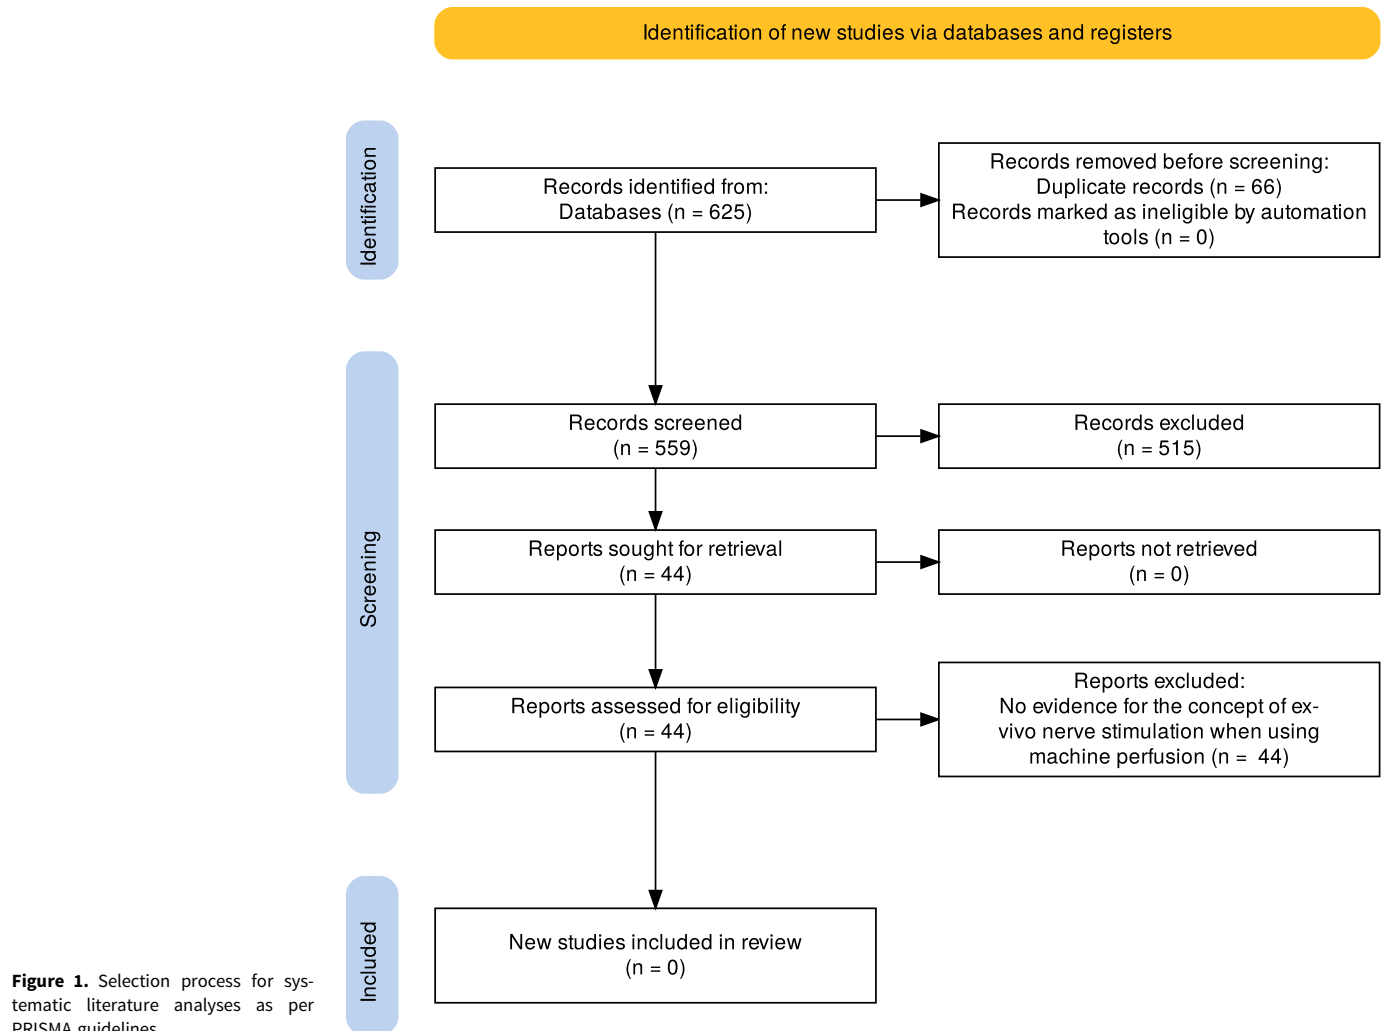 Identification of new studies via databases and registers
Identification
Records identified from:
Databases (n = 625)
Records removed before screening:
Duplicate records (n = 66)
Records marked as ineligible by automation
tools (n = 0)
Screening
Records screened
(n = 559)
Records excluded
(n = 515)
Reports sought for retrieval
(n = 44)
Reports not retrieved
(n = 0)
Reports assessed for eligibility
(n = 44)
Reports excluded:
No evidence for the concept of ex-
vivo nerve stimulation when using
machine perfusion (n =  44)
Included
New studies included in review
(n = 0)
Figure 1. Selection process for sys-
tematic literature analyses as per
PRISMA guidelines